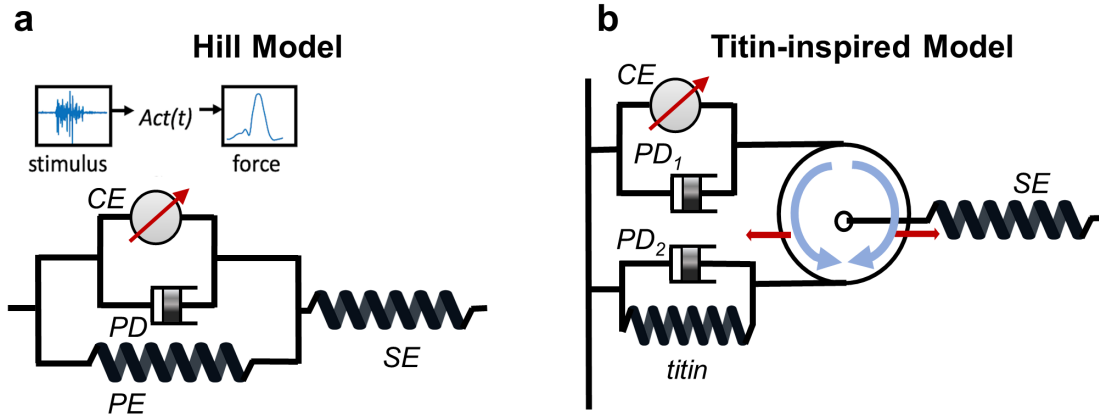 a
Hill Model
stimulus
Act(t)
force
CE
PD
PE
SE
b
Titin-inspired Model
CE
PD₁
PD₂
titin
SE